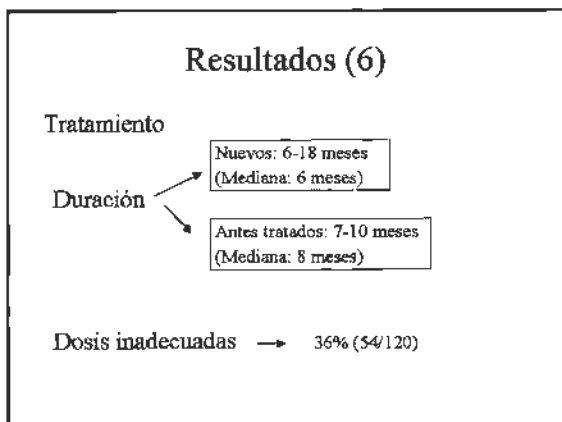 Resultados (6)
Tratamiento
Nuevos: 6-18 meses
(Mediana: 6 meses)
Duración
Antes tratados: 7-10 meses
(Mediana: 8 meses)
Dosis inadecuadas → 36% (54/120)